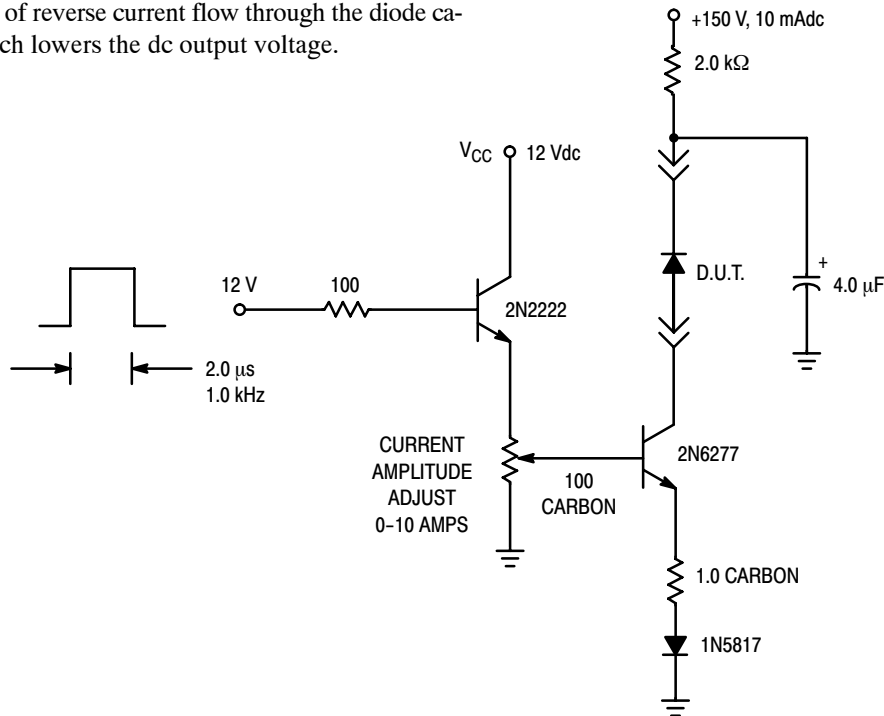 of reverse current flow through the diode ca-
ch lowers the dc output voltage.
+150 V, 10 mAdc
2.0 kΩ
VCC 12 Vdc
D.U.T.
+
4.0 μF
12 V
100
2N2222
2.0 μs
1.0 kHz
CURRENT
AMPLITUDE
ADJUST
0–10 AMPS
100
CARBON
2N6277
1.0 CARBON
1N5817